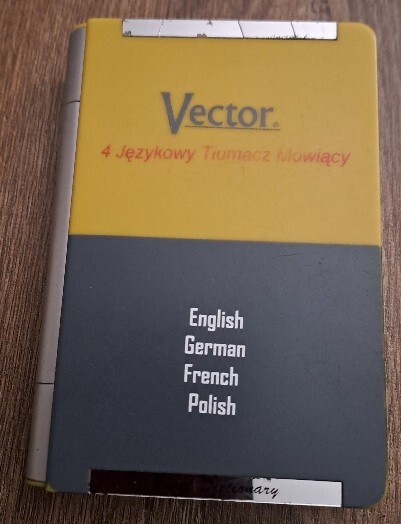 Vector®
4 Językowy Tłumacz Mówiący
English
German
French
Polish